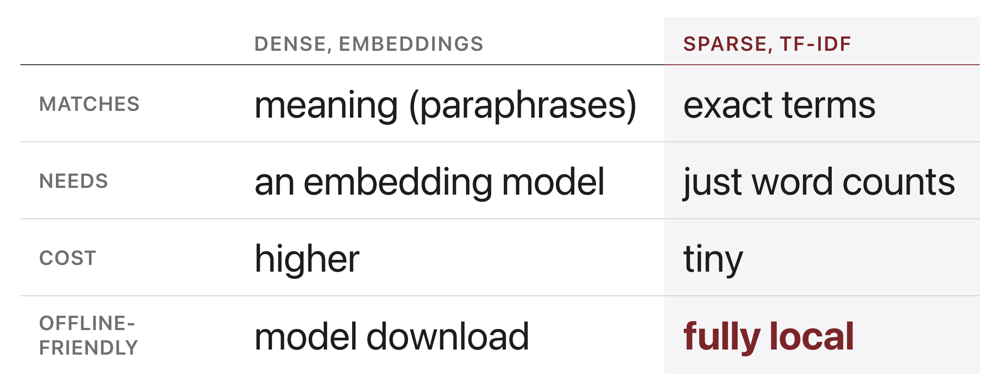 DENSE, EMBEDDINGS SPARSE, TF-IDF
MATCHES meaning (paraphrases) exact terms
NEEDS an embedding model just word counts
COST higher tiny
OFFLINE-
FRIENDLY model download fully local